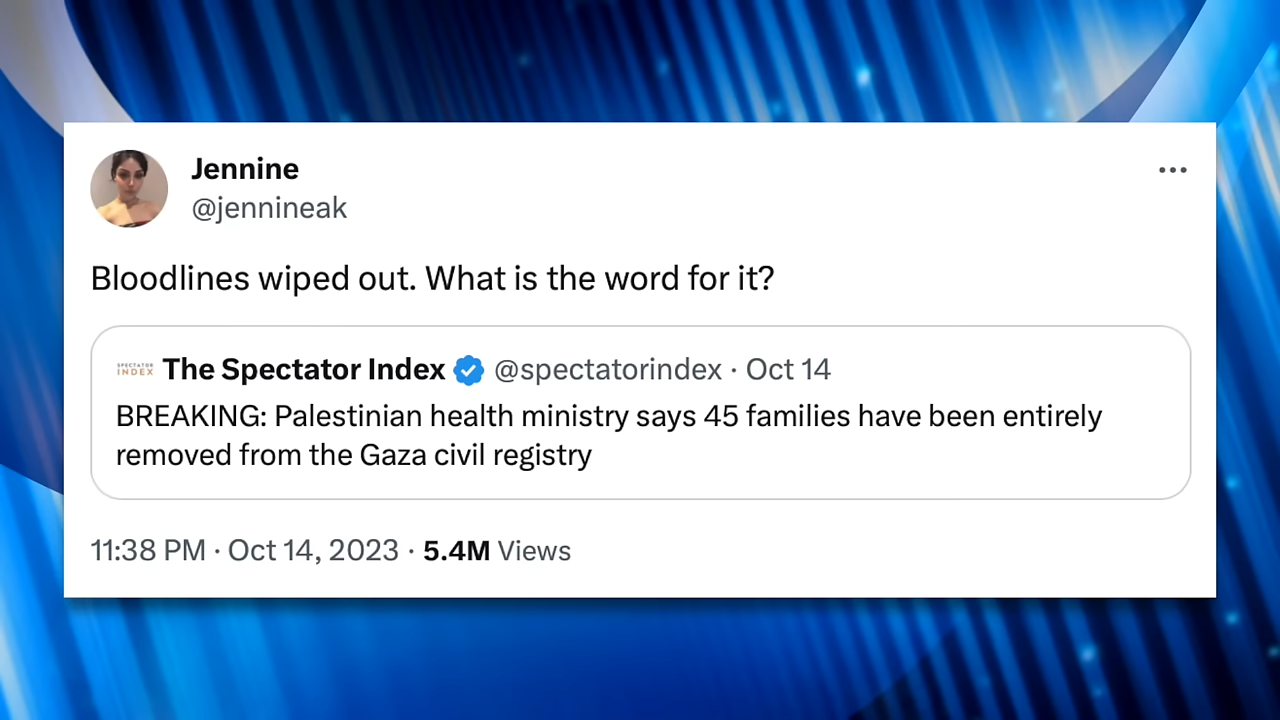 Jennine
@jennineak
Bloodlines wiped out. What is the word for it?
SPECTATOR
INDEX
The Spectator Index @spectatorindex · Oct 14
BREAKING: Palestinian health ministry says 45 families have been entirely
removed from the Gaza civil registry
11:38 PM · Oct 14, 2023 · 5.4M Views